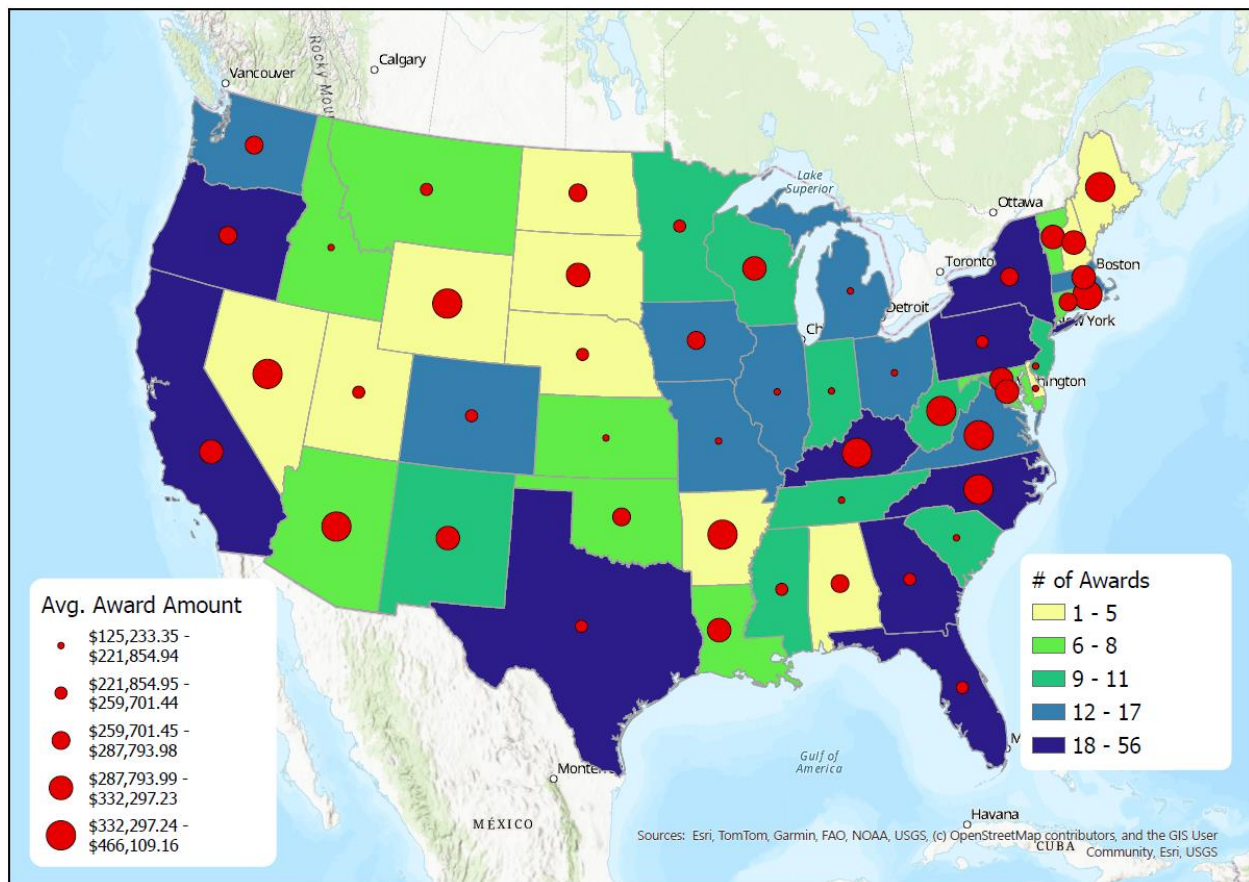 Calgary
Vancouver
Rocky Mou
Lake
Superior
Ottawa
Toronto
Boston
Detroit
Ch
New York
hington
Avg. Award Amount
$125,233.35 -
$221,854.94
$221,854.95 -
$259,701.44
$259,701.45 -
$287,793.98
$287,793.99 -
$332,297.23
$332,297.24 -
$466,109.16
# of Awards
1 - 5
6 - 8
9 - 11
12 - 17
18 - 56
M
Gulf of
America
Monter
MÉXICO
Havana
CUBA
Sources: Esri, TomTom, Garmin, FAO, NOAA, USGS, (c) OpenStreetMap contributors, and the GIS User
Community, Esri, USGS